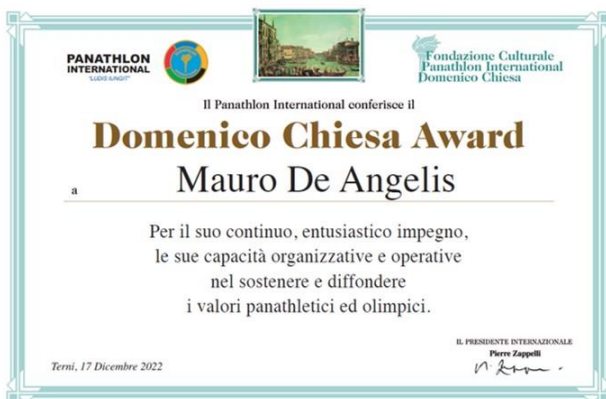 PANATHLON
INTERNATIONAL
"LUDIS IUNGIT"
Fondazione Culturale
Panathlon International
Domenico Chiesa
Il Panathlon International conferisce il
Domenico Chiesa Award
a Mauro De Angelis
Per il suo continuo, entusiastico impegno,
le sue capacità organizzative e operative
nel sostenere e diffondere
i valori panathletici ed olimpici.
IL PRESIDENTE INTERNAZIONALE
Pierre Zappelli
Terni, 17 Dicembre 2022